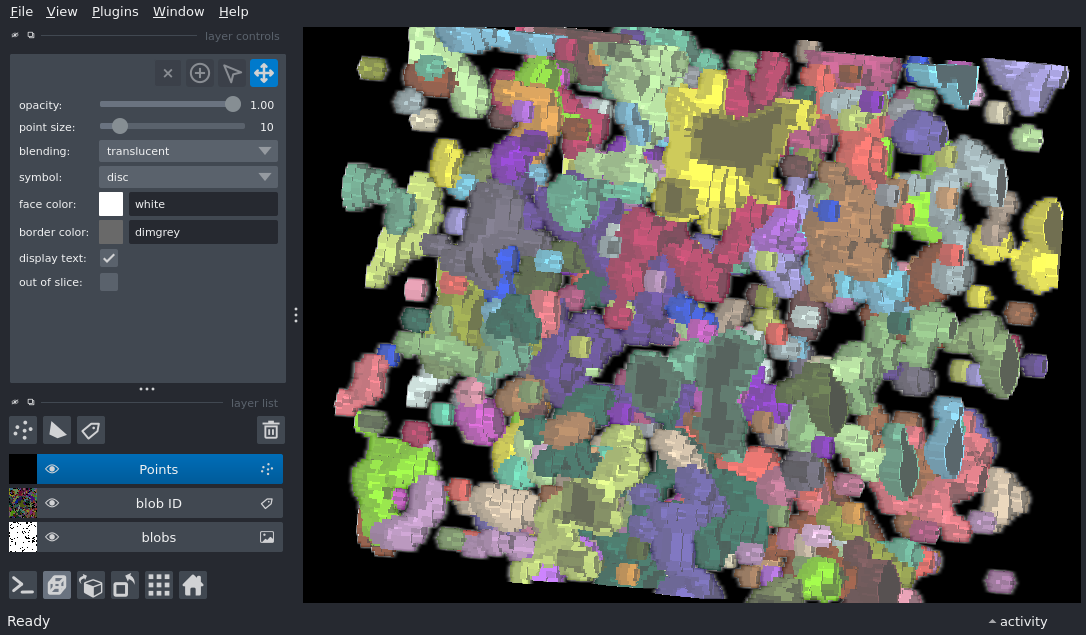 File View Plugins Window Help
layer controls
opacity: 1.00
point size: 10
blending: translucent
symbol: disc
face color: white
border color: dimgrey
display text:
out of slice:
layer list
Points
blob ID
blobs
Ready
activity